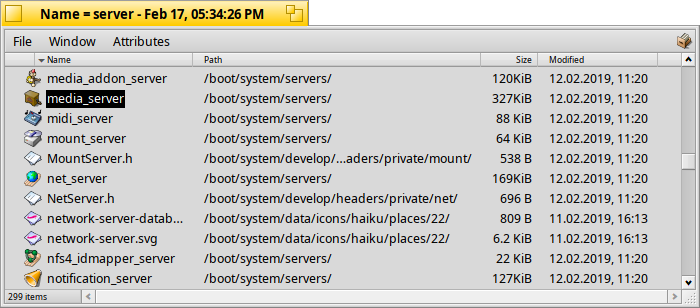 Name = server - Feb 17, 05:34:26 PM
File Window Attributes
Name Path Size Modified
media_addon_server /boot/system/servers/ 120KiB 12.02.2019, 11:20
media_server /boot/system/servers/ 327KiB 12.02.2019, 11:20
midi_server /boot/system/servers/ 88 KiB 12.02.2019, 11:20
mount_server /boot/system/servers/ 64 KiB 12.02.2019, 11:20
MountServer.h /boot/system/develop/...aders/private/mount/ 538 B 12.02.2019, 11:20
net_server /boot/system/servers/ 169KiB 12.02.2019, 11:20
NetServer.h /boot/system/develop/headers/private/net/ 696 B 12.02.2019, 11:20
network-server-datab... /boot/system/data/icons/haiku/places/22/ 809 B 11.02.2019, 16:13
network-server.svg /boot/system/data/icons/haiku/places/22/ 6.2 KiB 11.02.2019, 16:13
nfs4_idmapper_server /boot/system/servers/ 22 KiB 12.02.2019, 11:20
notification_server /boot/system/servers/ 127KiB 12.02.2019, 11:20
299 items